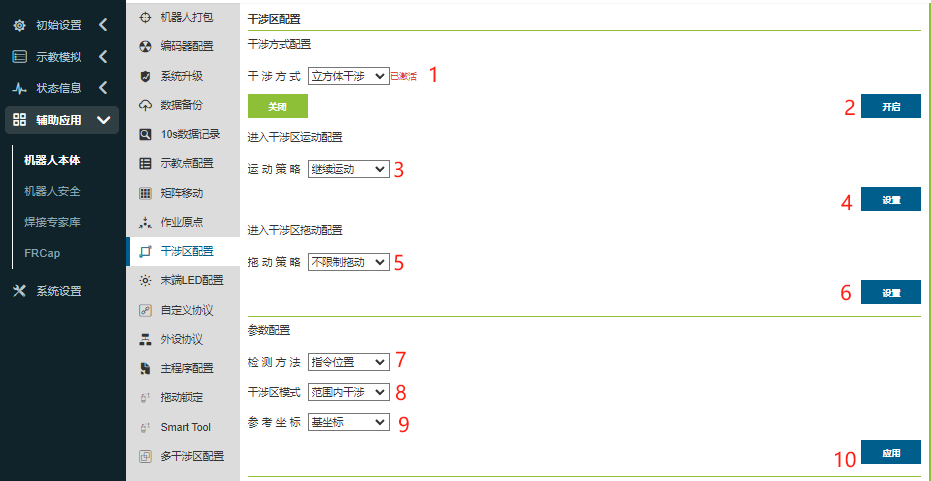 初始设置
示教模拟
状态信息
辅助应用
机器人本体
机器人安全
焊接专家库
FRCap
系统设置
机器人打包
编码器配置
系统升级
数据备份
10s数据记录
示教点配置
矩阵移动
作业原点
干涉区配置
末端LED配置
自定义协议
外设协议
主程序配置
拖动锁定
Smart Tool
多干涉区配置
干涉区配置
干涉方式配置
干涉方式 立方体干涉 已激活 1
关闭 2 开启
进入干涉区运动配置
运动策略 继续运动 3
4 设置
进入干涉区拖动配置
拖动策略 不限制拖动 5
6 设置
参数配置
检测方法 指令位置 7
干涉区模式 范围内干涉 8
参考坐标 基坐标 9
10 应用